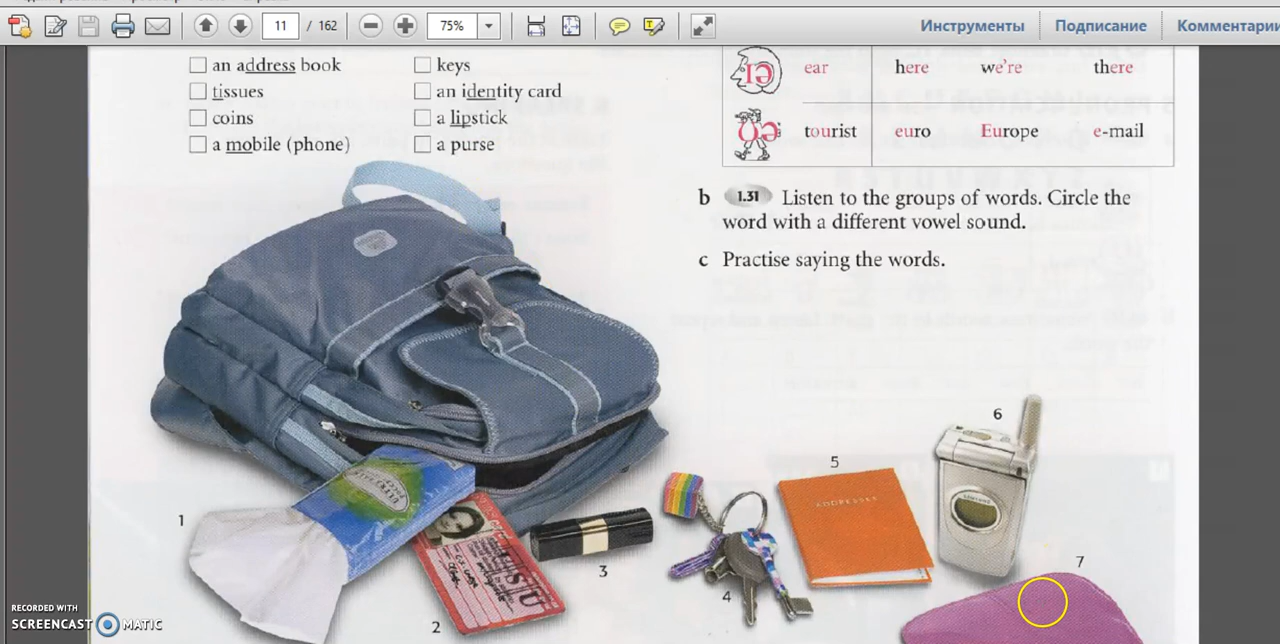 11 / 162
75%
Инструменты
Подписание
an address book
keys
tissues
an identity card
coins
a lipstick
a mobile (phone)
a purse
ear here we're there
tourist euro Europe e-mail
b 1.31 Listen to the groups of words. Circle the
word with a different vowel sound.
c Practise saying the words.
1
2
3
4
5
6
7
ADDRESSES
SAMSUNG
ISTU
RECORDED WITH
SCREENCAST MATIC